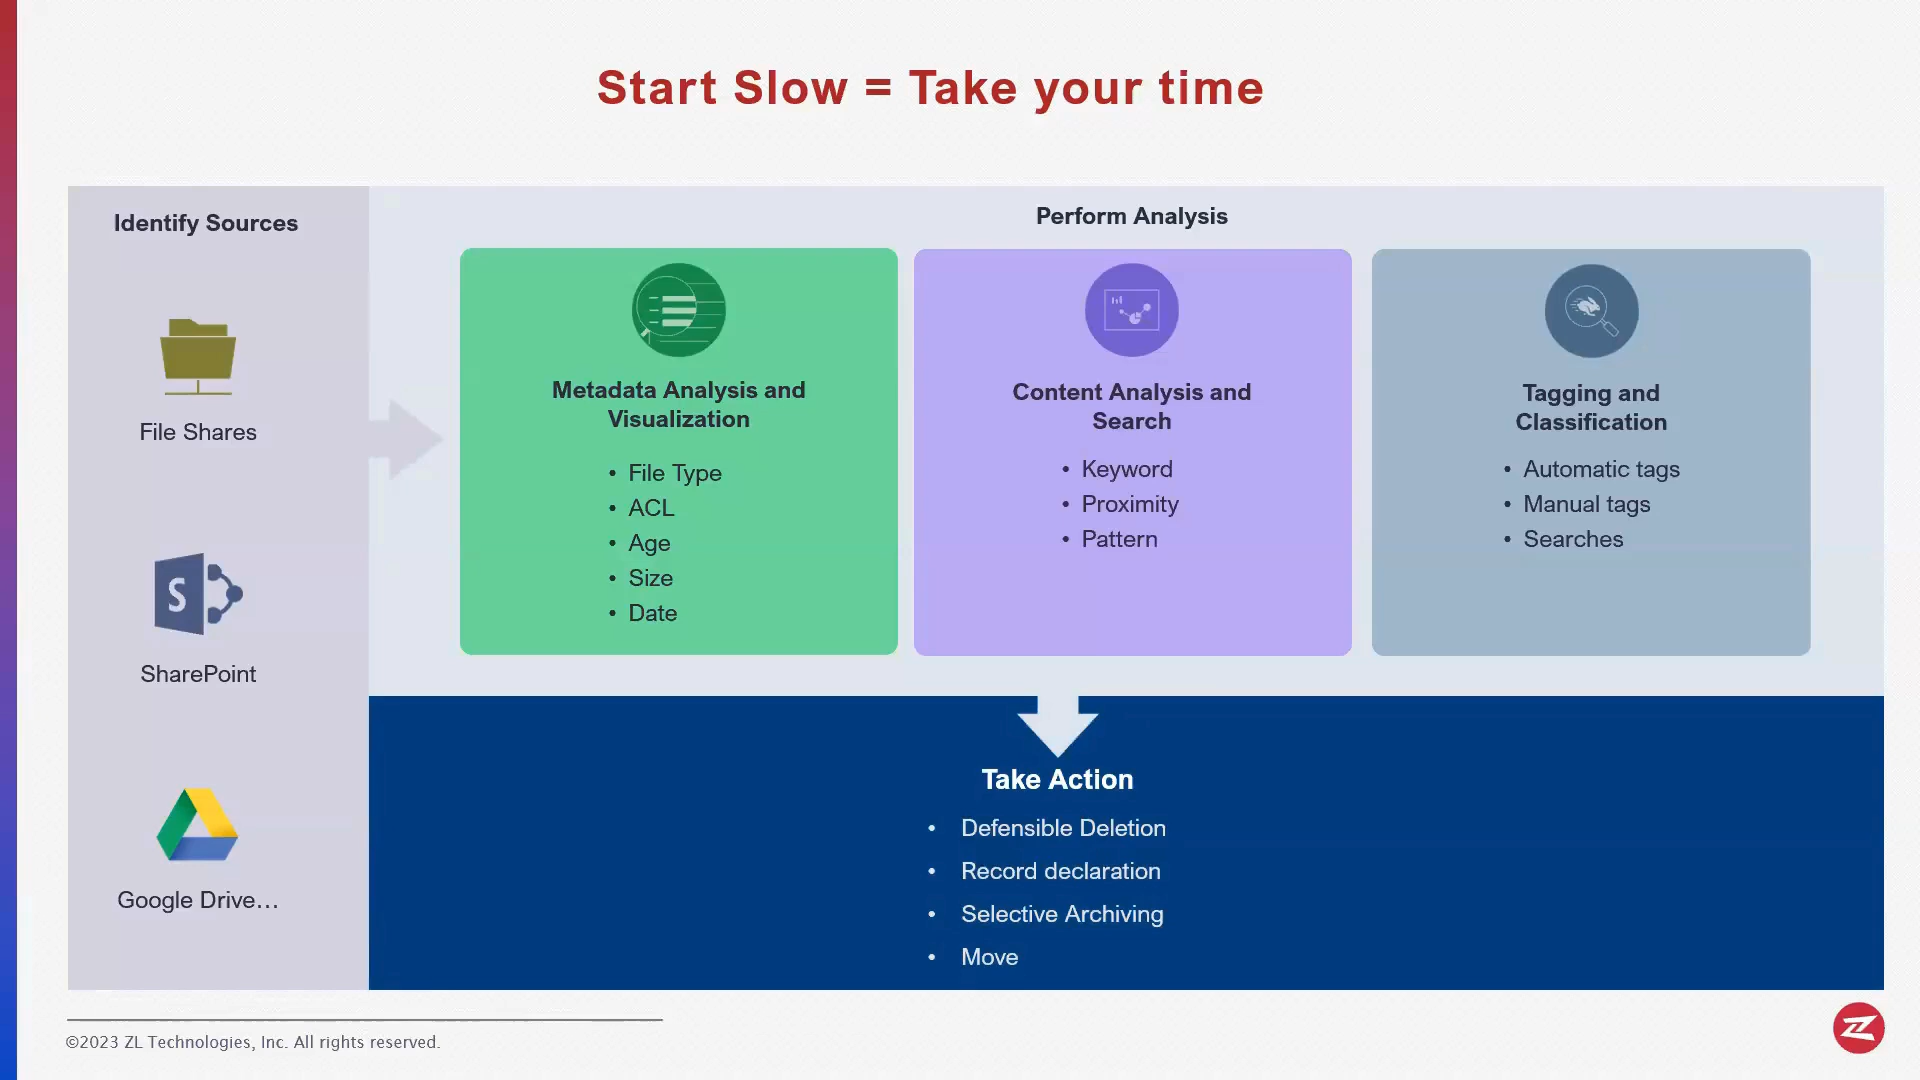 Start Slow = Take your time
Identify Sources
File Shares
SharePoint
Google Drive…
Perform Analysis
Metadata Analysis and
Visualization
• File Type
• ACL
• Age
• Size
• Date
Content Analysis and
Search
• Keyword
• Proximity
• Pattern
Tagging and
Classification
• Automatic tags
• Manual tags
• Searches
Take Action
• Defensible Deletion
• Record declaration
• Selective Archiving
• Move
©2023 ZL Technologies, Inc. All rights reserved.